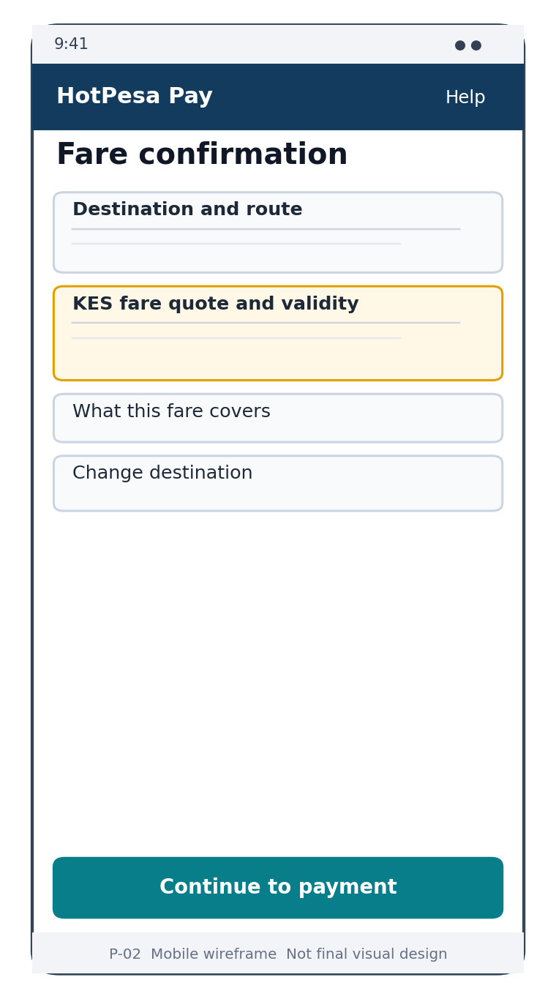 9:41
HotPesa Pay Help
Fare confirmation
Destination and route
KES fare quote and validity
What this fare covers
Change destination
Continue to payment
P-02 Mobile wireframe Not final visual design